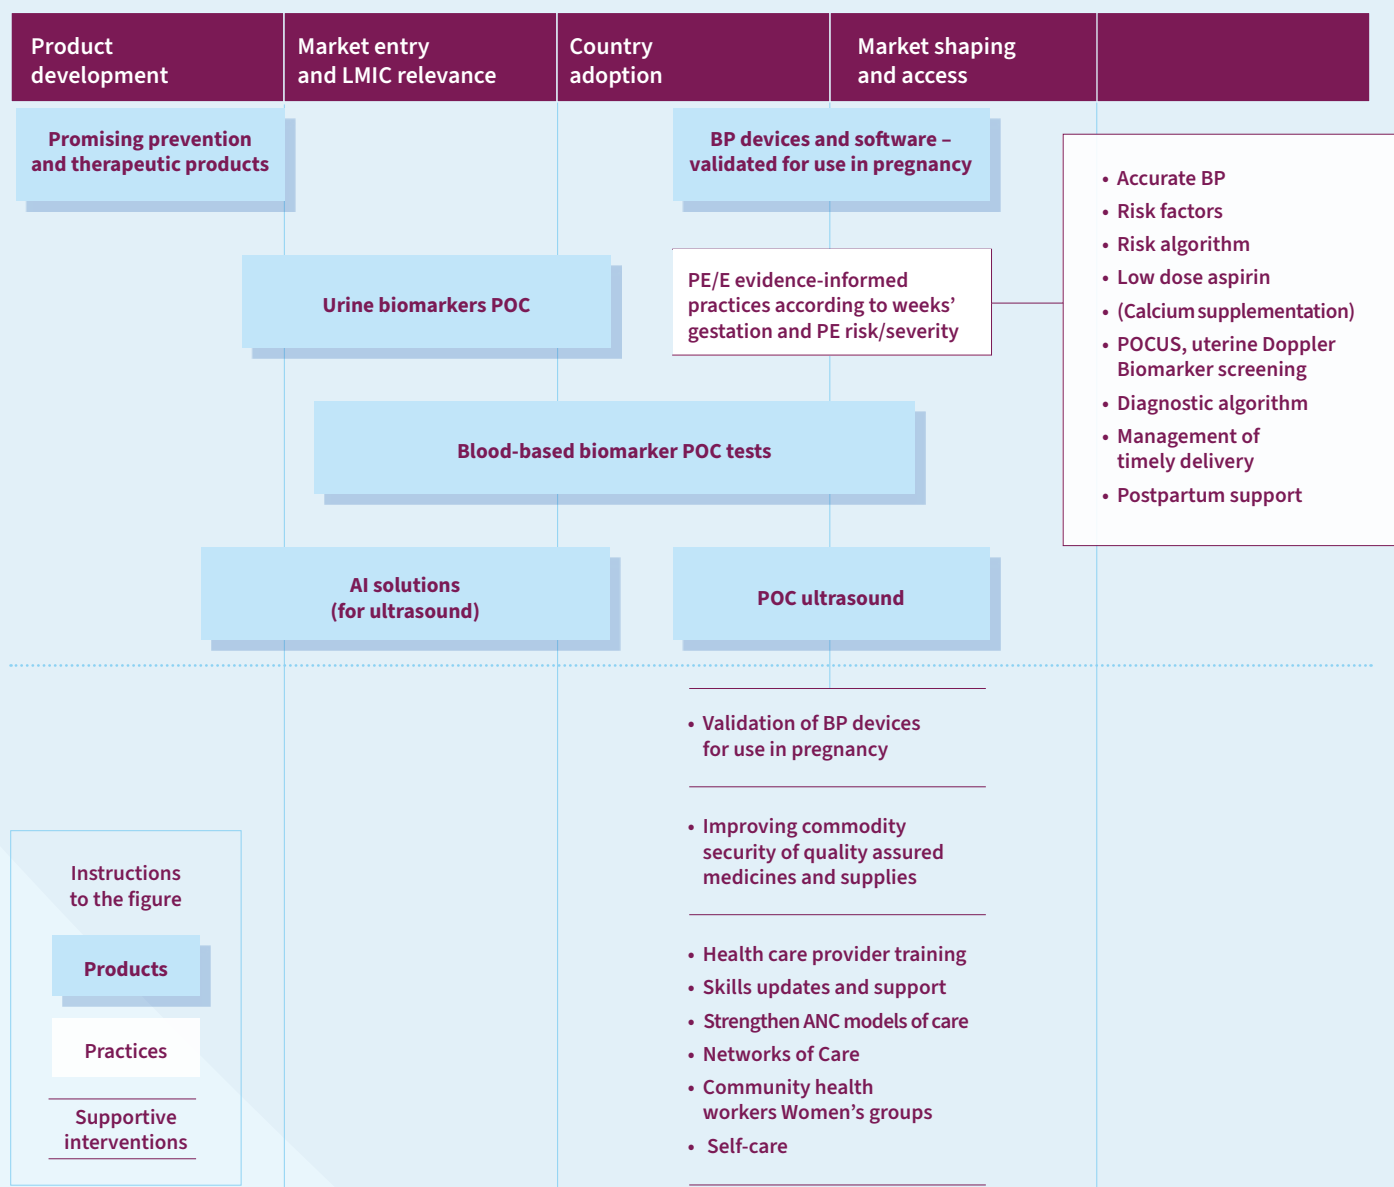 Product
development
Market entry
and LMIC relevance
Country
adoption
Market shaping
and access
Promising prevention
and therapeutic products
BP devices and software –
validated for use in pregnancy
Urine biomarkers POC
PE/E evidence-informed
practices according to weeks’
gestation and PE risk/severity
• Accurate BP
• Risk factors
• Risk algorithm
• Low dose aspirin
• (Calcium supplementation)
• POCUS, uterine Doppler
Biomarker screening
• Diagnostic algorithm
• Management of
timely delivery
• Postpartum support
Blood-based biomarker POC tests
AI solutions
(for ultrasound)
POC ultrasound
• Validation of BP devices
for use in pregnancy
• Improving commodity
security of quality assured
medicines and supplies
• Health care provider training
• Skills updates and support
• Strengthen ANC models of care
• Networks of Care
• Community health
workers Women’s groups
• Self-care
Instructions
to the figure
Products
Practices
Supportive
interventions